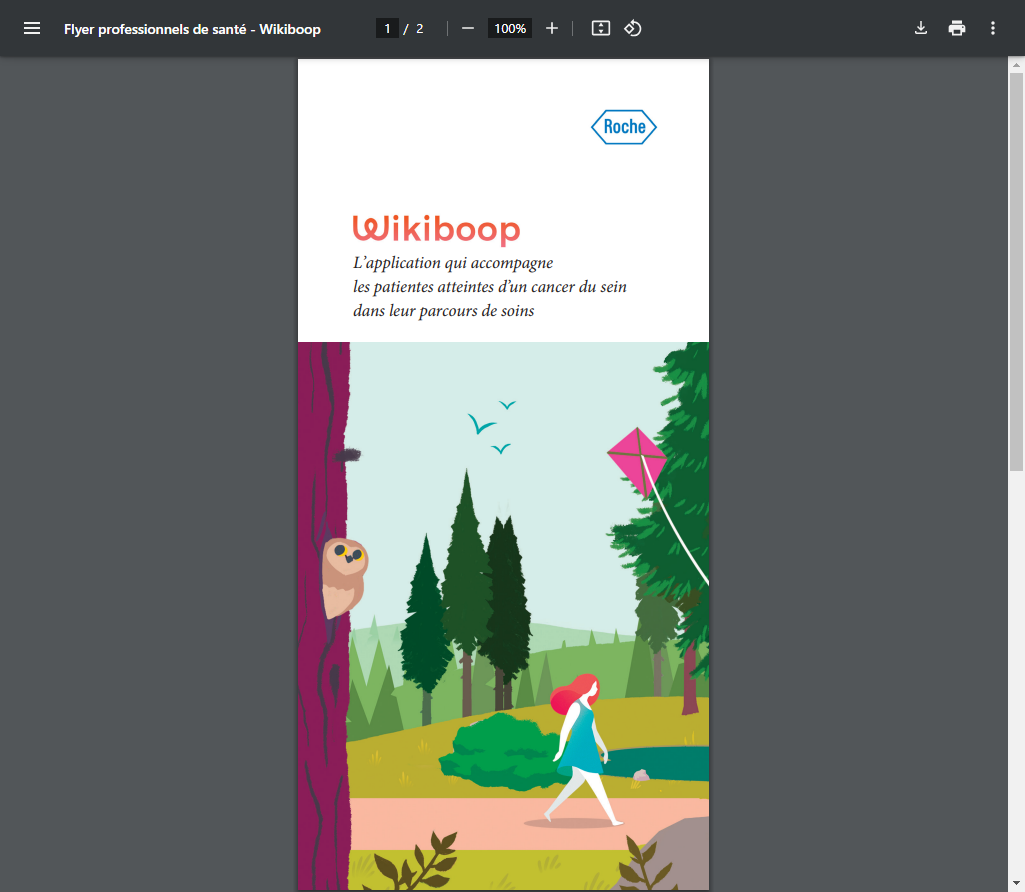 Flyer professionnels de santé - Wikiboop
1 / 2
100%
Roche
Wikiboop
L'application qui accompagne
les patientes atteintes d'un cancer du sein
dans leur parcours de soins